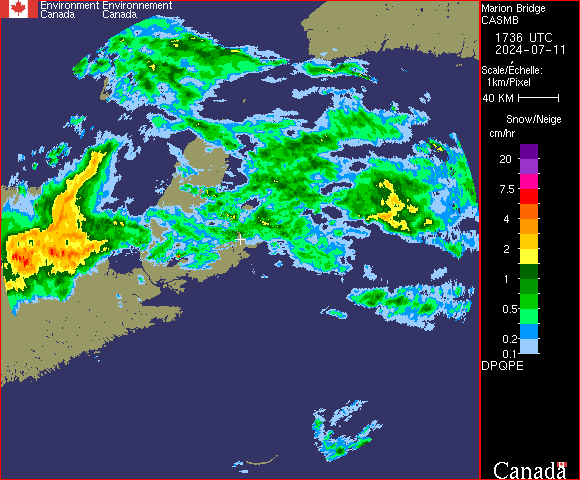 Environment Environnement
Canada Canada
Marion Bridge
CASMB
1736 UTC
2024-07-11
Scale/Echelle:
1km/Pixel
40 KM
Snow/Neige
cm/hr
20
7.5
4
2
1
0.5
0.2
0.1
DPQPE
Canada